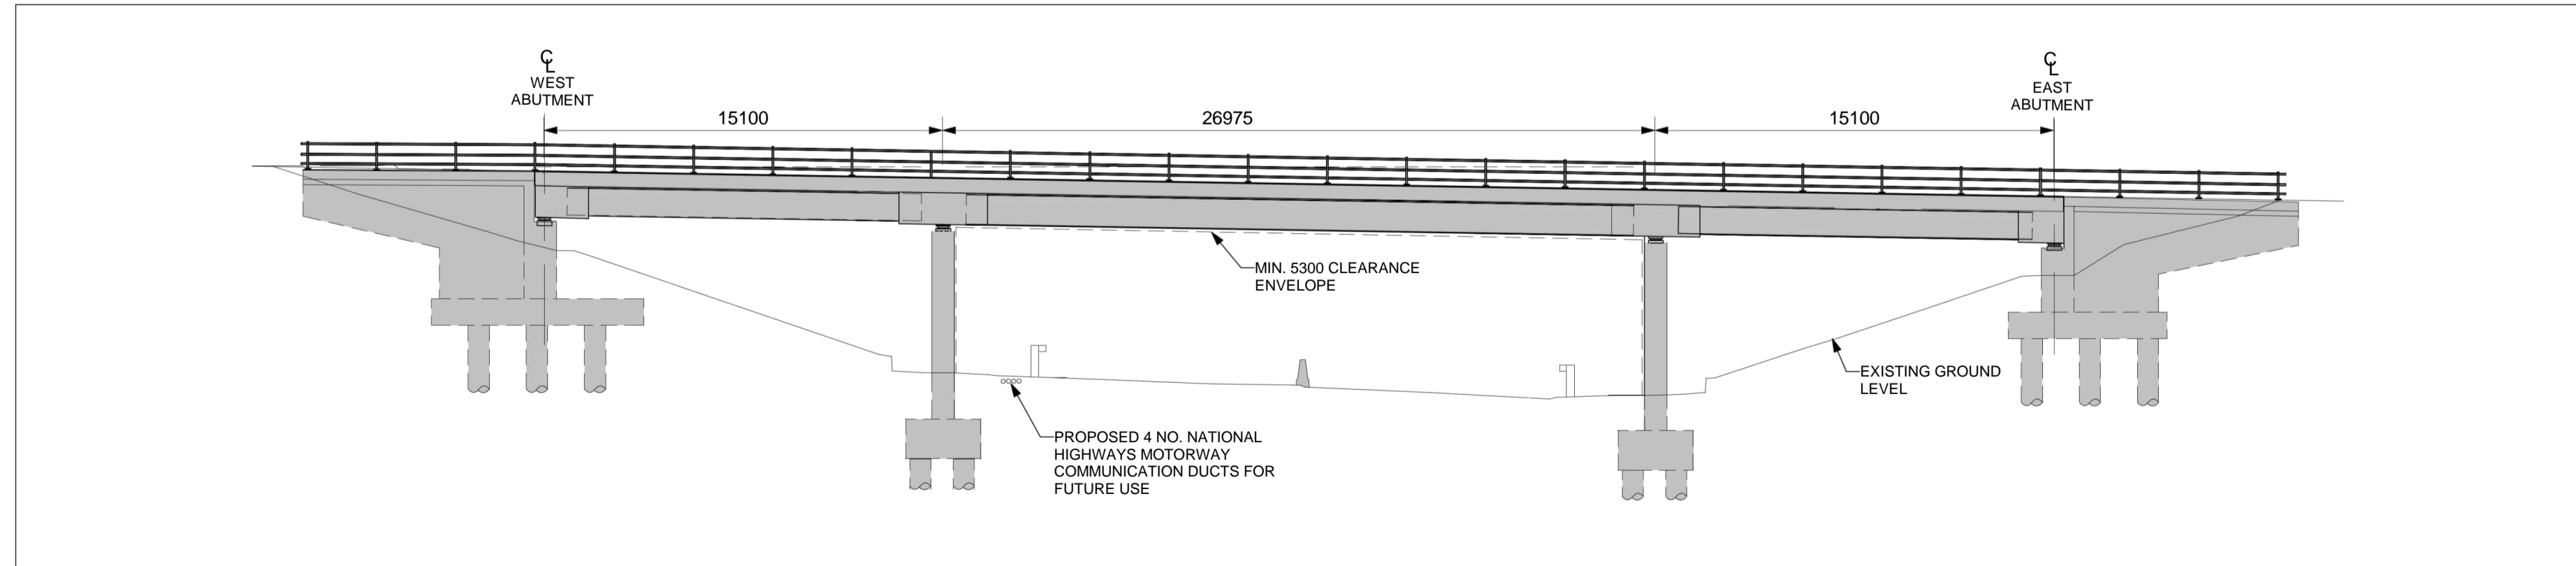 ℄
WEST
ABUTMENT
℄
EAST
ABUTMENT
15100
26975
15100
MIN. 5300 CLEARANCE
ENVELOPE
EXISTING GROUND
LEVEL
PROPOSED 4 NO. NATIONAL
HIGHWAYS MOTORWAY
COMMUNICATION DUCTS FOR
FUTURE USE